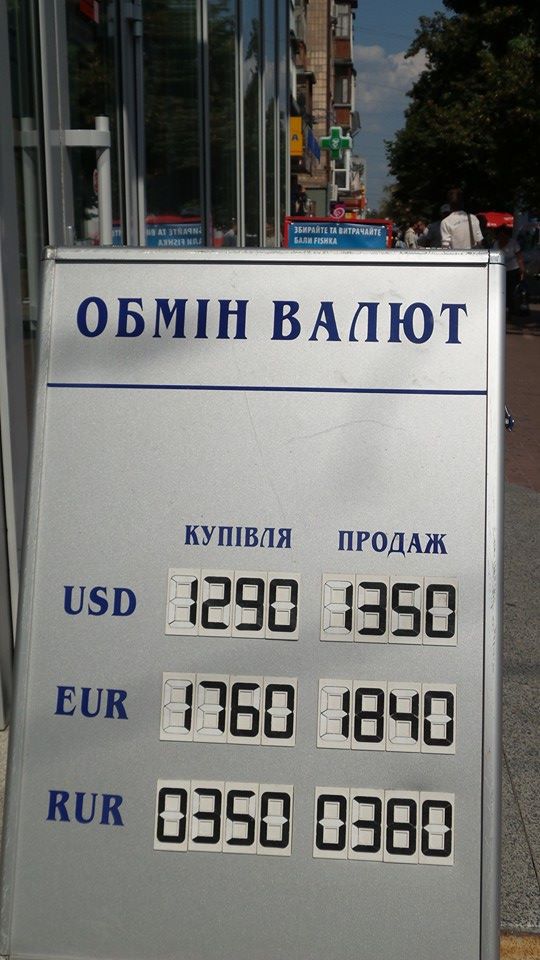 ЗБИРАЙТЕ ТА ВИТРАЧАЙТЕ
БАЛИ FISHKA
ОБМІН ВАЛЮТ
КУПІВЛЯ ПРОДАЖ
USD 1290 1350
EUR 1760 1840
RUR 0350 0380